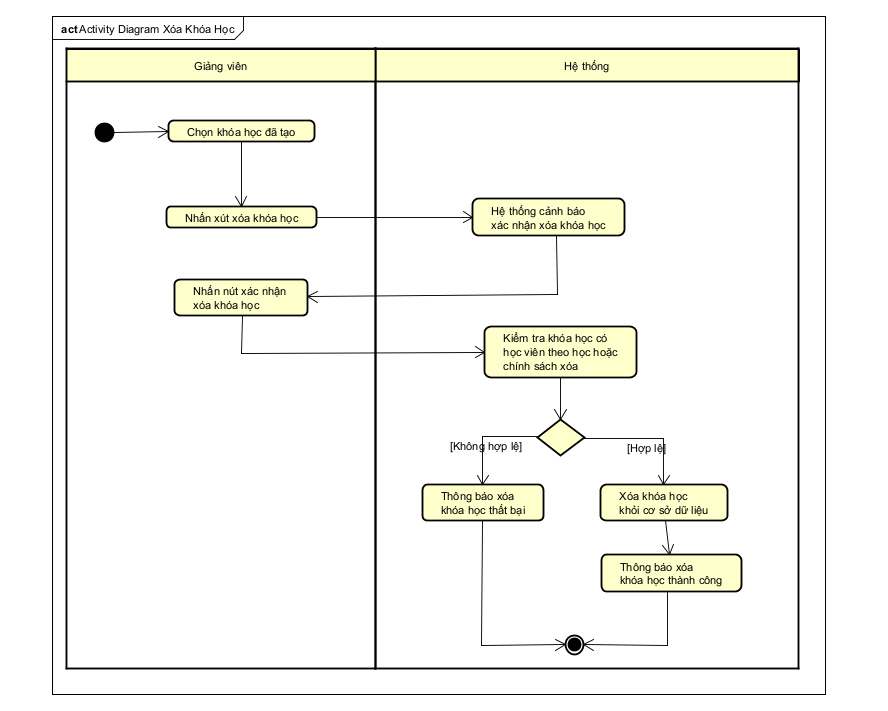 act Activity Diagram Xóa Khóa Học
Giảng viên
Hệ thống
Chọn khóa học đã tạo
Nhấn xút xóa khóa học
Hệ thống cảnh báo
xác nhận xóa khóa học
Nhấn nút xác nhận
xóa khóa học
Kiểm tra khóa học có
học viên theo học hoặc
chính sách xóa
[Không hợp lệ]
[Hợp lệ]
Thông báo xóa
khóa học thất bại
Xóa khóa học
khỏi cơ sở dữ liệu
Thông báo xóa
khóa học thành công